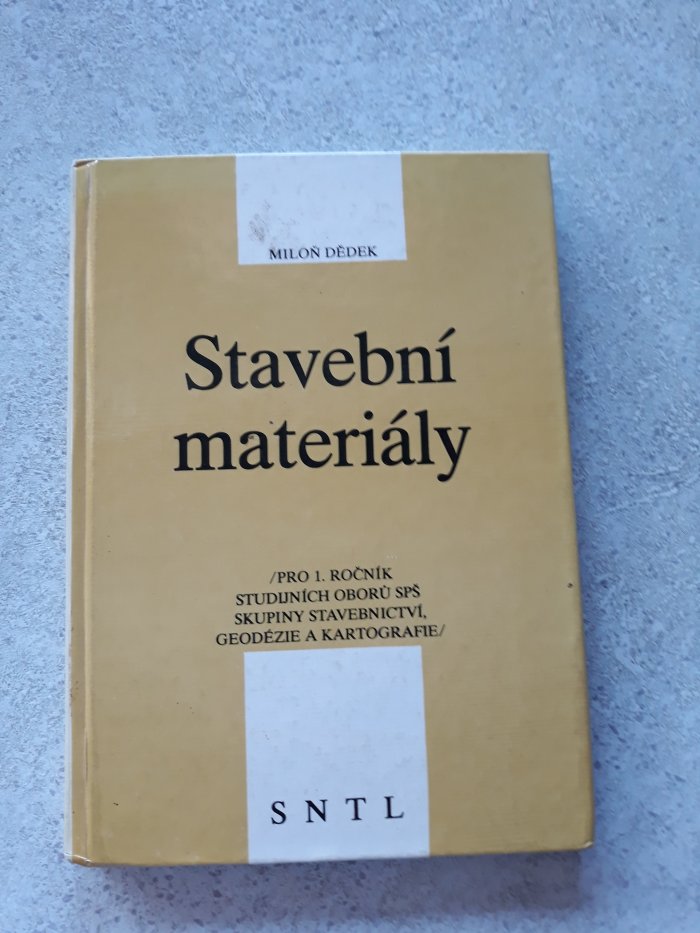 MILOŇ DĚDEK
Stavební
materiály
/PRO 1. ROČNÍK
STUDIJNÍCH OBORŮ SPŠ
SKUPINY STAVEBNICTVÍ,
GEODÉZIE A KARTOGRAFIE/
SNTL